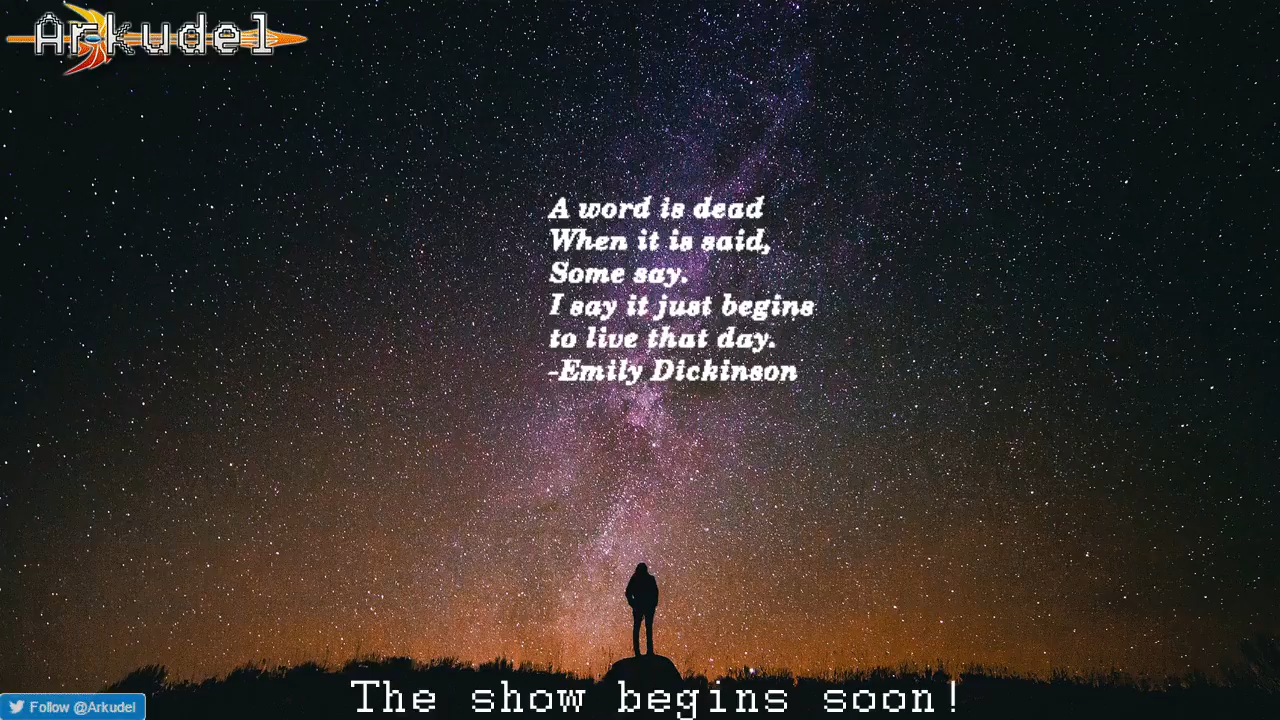 Arkudel
A word is dead
When it is said,
Some say.
I say it just begins
to live that day.
-Emily Dickinson
The show begins soon!
Follow @Arkudel